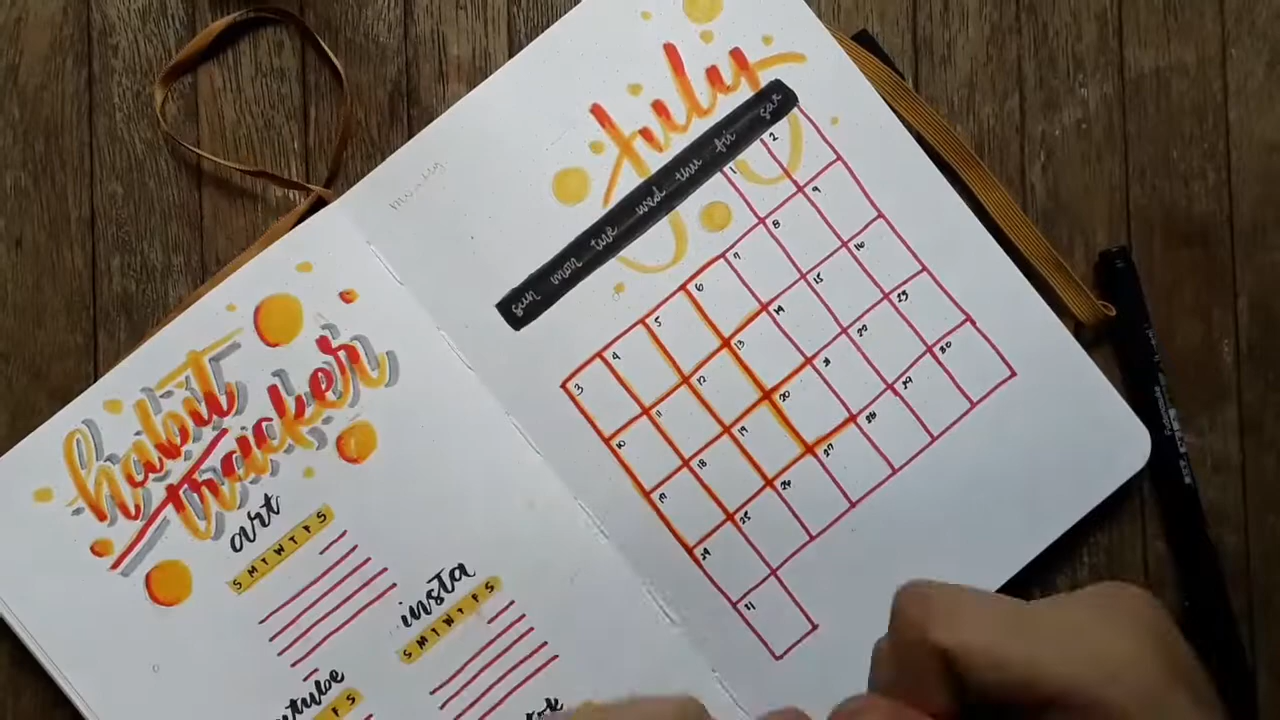 habit
tracker
art
S M T W T F S
insta
S M T W T F S
S
july
sun mon tue wed thu fri sat
1 2
3 4 5 6 7 8 9
10 11 12 13 14 15 16
17 18 19 20 21 22 23
24 25 26 27 28 29 30
31